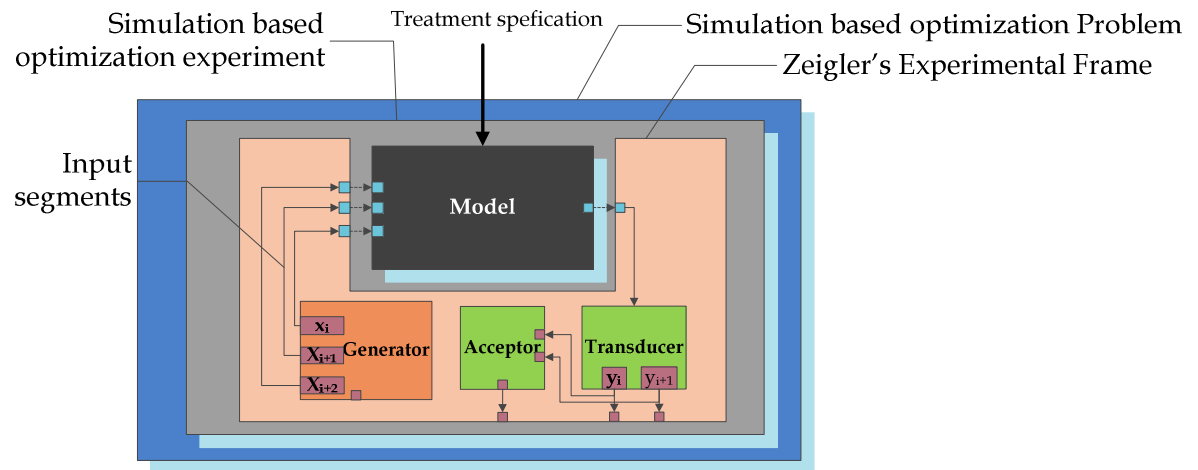 Simulation based
optimization experiment
Treatment spefication
Simulation based optimization Problem
Zeigler's Experimental Frame
Input
segments
Model
xi
Xi+1
Xi+2
Generator
Acceptor
Transducer
yi
yi+1